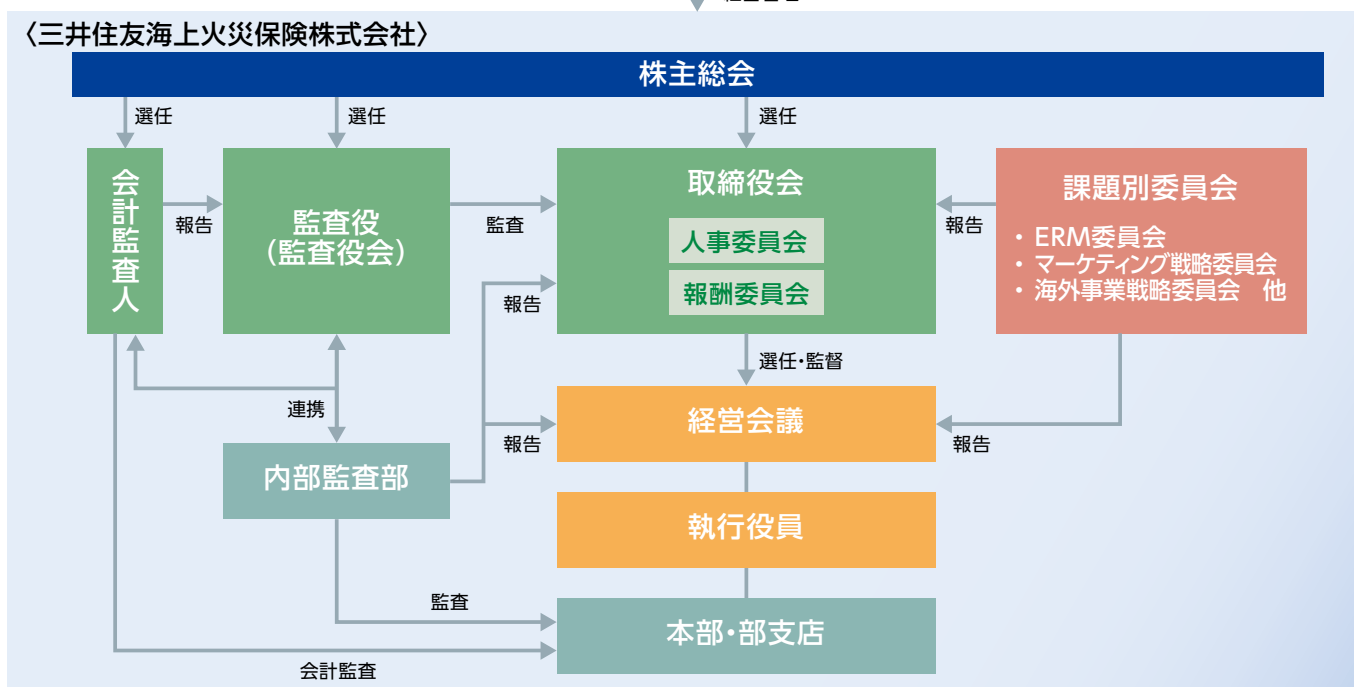 〈三井住友海上火災保険株式会社〉
株主総会
選任
選任
選任
会計監査人
報告
監査役
(監査役会)
監査
取締役会
人事委員会
報酬委員会
報告
課題別委員会
・ ERM委員会
・ マーケティング戦略委員会
・ 海外事業戦略委員会　他
報告
選任・監督
連携
経営会議
報告
報告
内部監査部
執行役員
監査
本部・部支店
会計監査